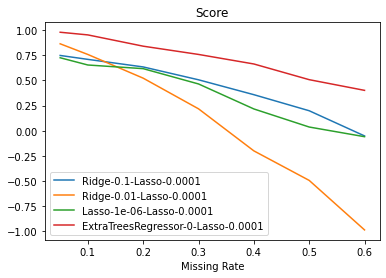 Score
1.00
0.75
0.50
0.25
0.00
−0.25
−0.50
−0.75
−1.00
Ridge-0.1-Lasso-0.0001
Ridge-0.01-Lasso-0.0001
Lasso-1e-06-Lasso-0.0001
ExtraTreesRegressor-0-Lasso-0.0001
0.1 0.2 0.3 0.4 0.5 0.6
Missing Rate